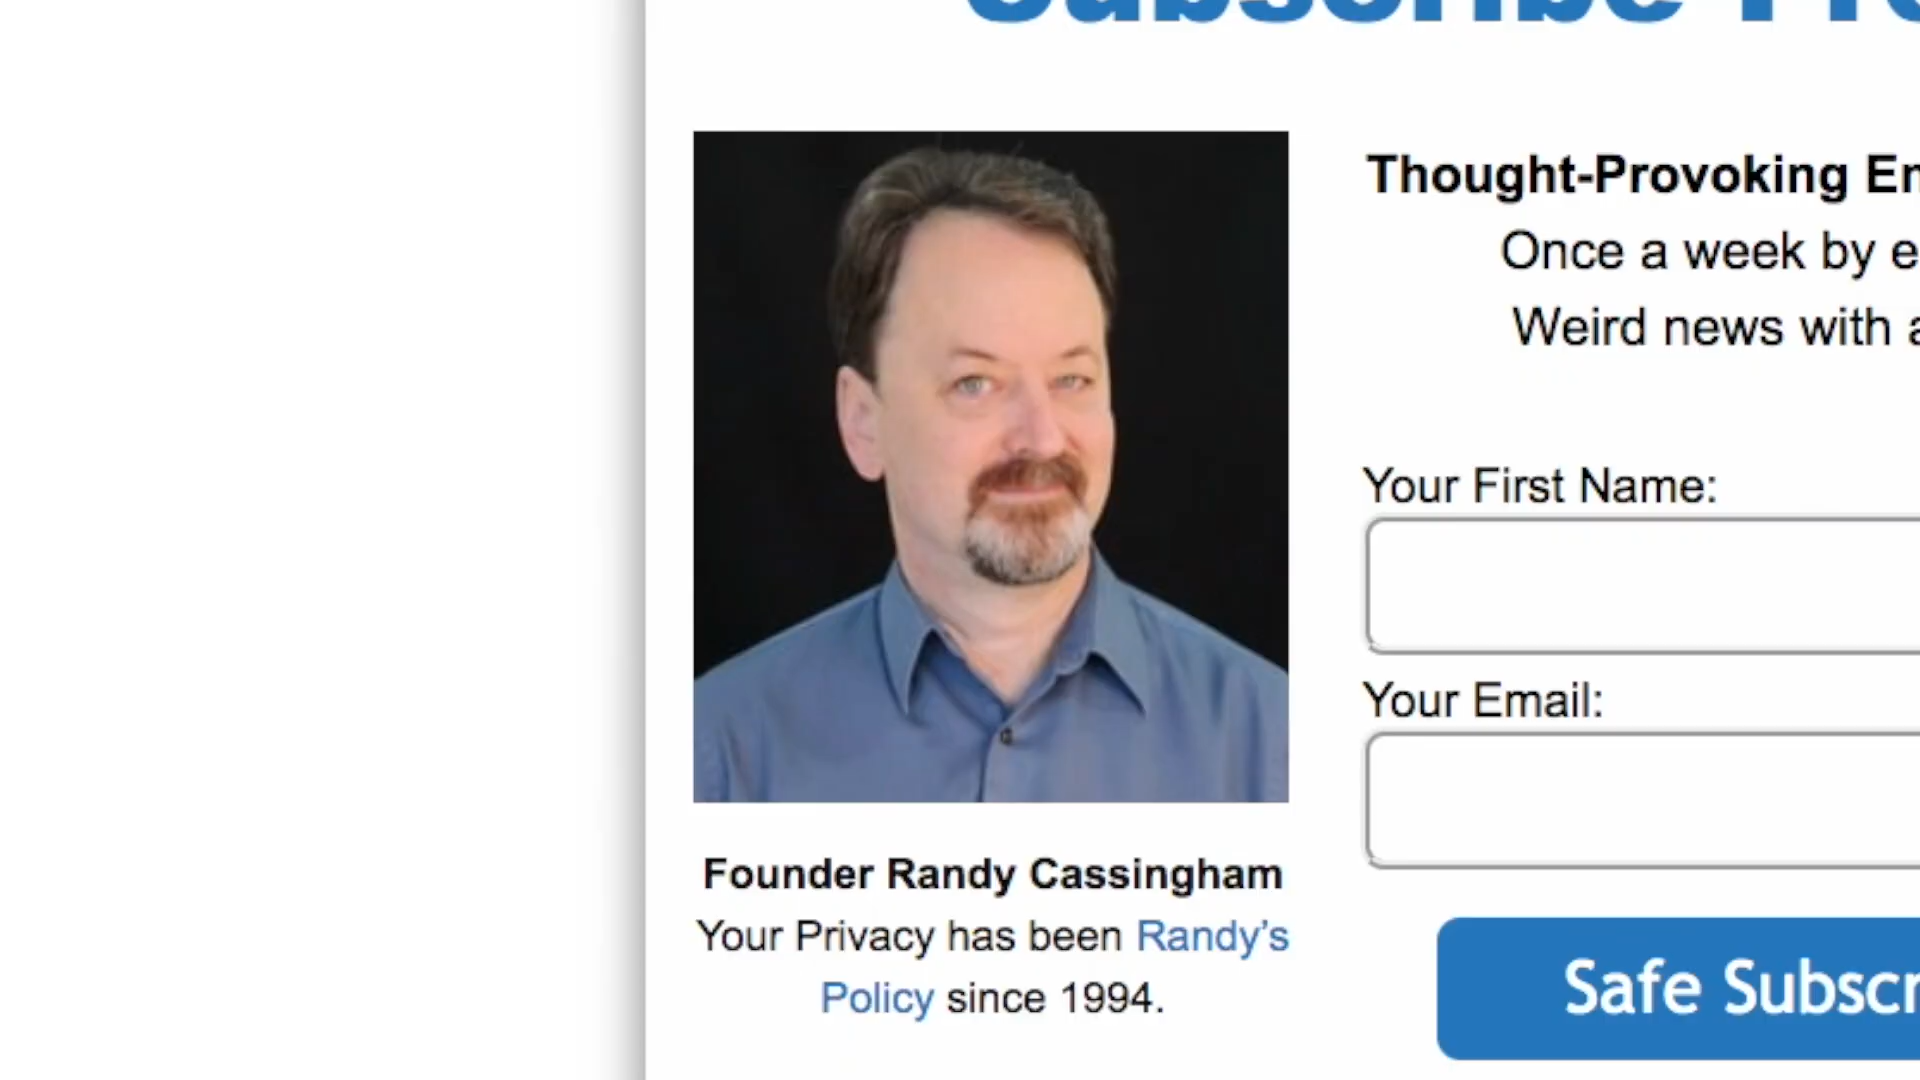 Subscribe
Thought-Provoking
Once a week by
Weird news with
Your First Name:
Your Email:
Safe
Founder Randy Cassingham
Your Privacy has been Randy’s
Policy since 1994.